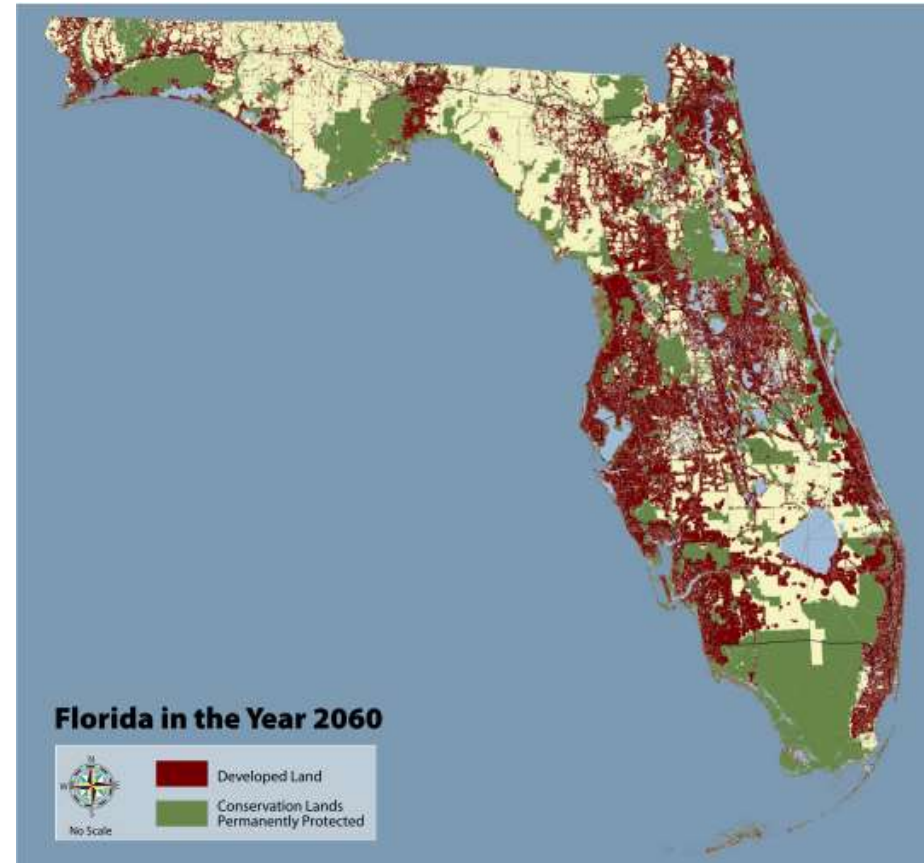 Florida in the Year 2060
N
W E
S
No Scale
Developed Land
Conservation Lands
Permanently Protected